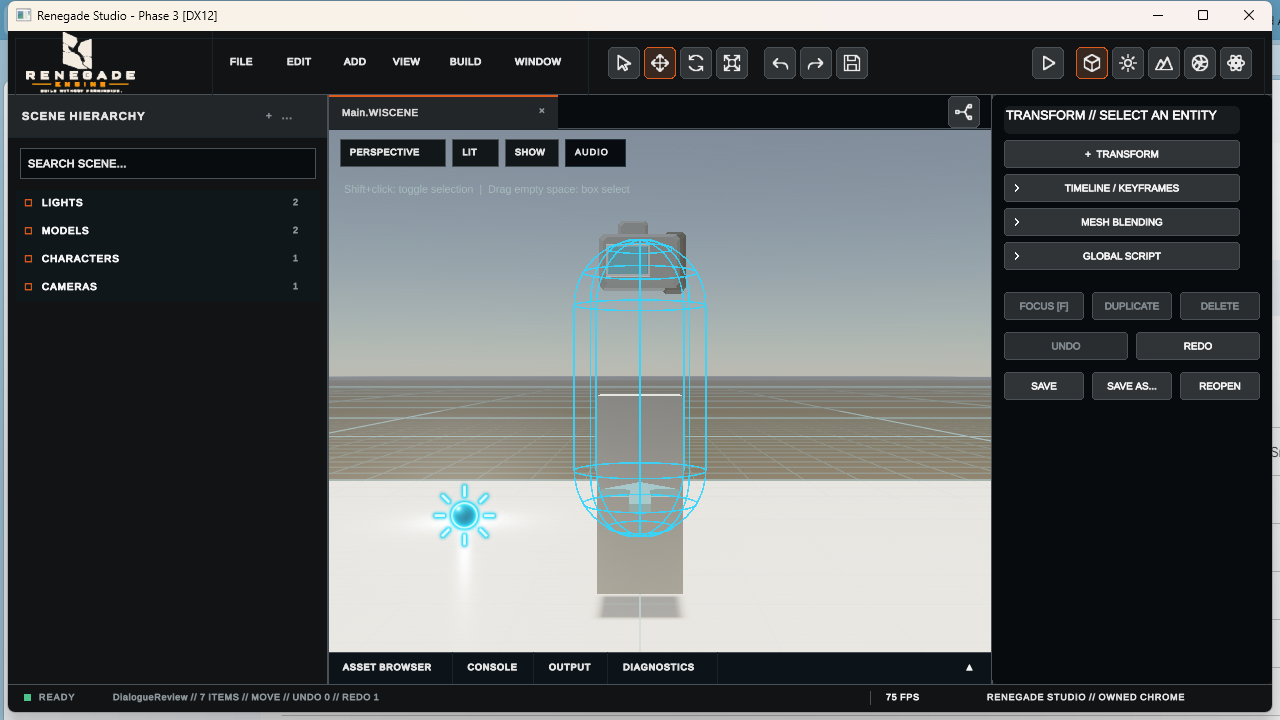 Renegade Studio - Phase 3 [DX12]
RENEGADE
ENGINE
BUILD WITHOUT PERMISSION.
FILE EDIT ADD VIEW BUILD WINDOW
SCENE HIERARCHY + ...
SEARCH SCENE...
LIGHTS 2
MODELS 2
CHARACTERS 1
CAMERAS 1
Main.WISCENE ×
PERSPECTIVE LIT SHOW AUDIO
Shift+click: toggle selection | Drag empty space: box select
TRANSFORM // SELECT AN ENTITY
+ TRANSFORM
TIMELINE / KEYFRAMES
MESH BLENDING
GLOBAL SCRIPT
FOCUS [F] DUPLICATE DELETE
UNDO REDO
SAVE SAVE AS... REOPEN
ASSET BROWSER CONSOLE OUTPUT DIAGNOSTICS ▲
READY DialogueReview // 7 ITEMS // MOVE // UNDO 0 // REDO 1 75 FPS RENEGADE STUDIO // OWNED CHROME